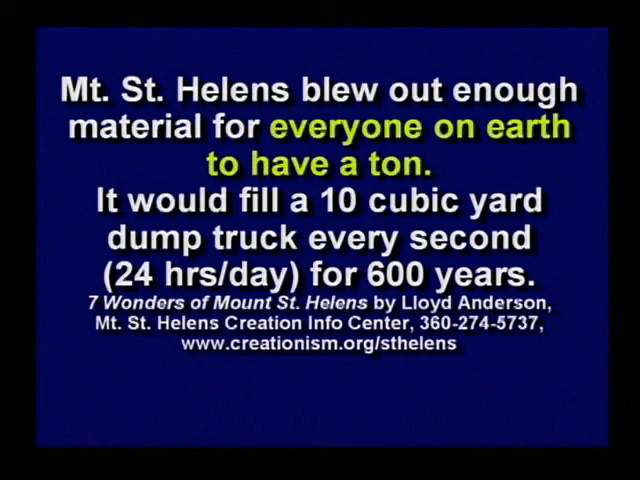 Mt. St. Helens blew out enough
material for everyone on earth
to have a ton.
It would fill a 10 cubic yard
dump truck every second
(24 hrs/day) for 600 years.
7 Wonders of Mount St. Helens by Lloyd Anderson,
Mt. St. Helens Creation Info Center, 360-274-5737,
www.creationism.org/sthelens